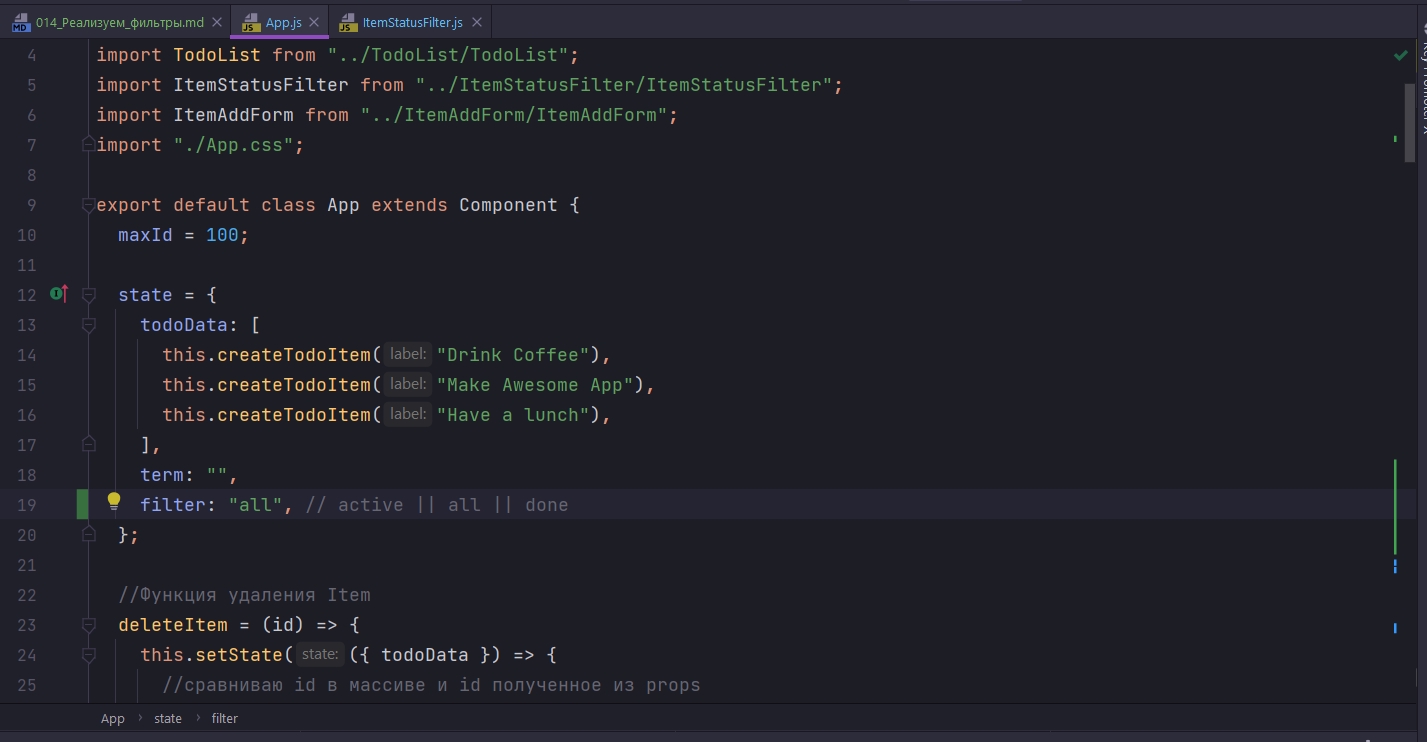 014_Реализуем_фильтры.md App.js ItemStatusFilter.js
4 import TodoList from "../TodoList/TodoList";
5 import ItemStatusFilter from "../ItemStatusFilter/ItemStatusFilter";
6 import ItemAddForm from "../ItemAddForm/ItemAddForm";
7 import "./App.css";
8
9 export default class App extends Component {
10 maxId = 100;
11
12 state = {
13 todoData: [
14 this.createTodoItem( label: "Drink Coffee"),
15 this.createTodoItem( label: "Make Awesome App"),
16 this.createTodoItem( label: "Have a lunch"),
17 ],
18 term: "",
19 filter: "all", // active || all || done
20 };
21
22 //Функция удаления Item
23 deleteItem = (id) => {
24 this.setState( state: ({ todoData }) => {
25 //сравниваю id в массиве и id полученное из props
App › state › filter